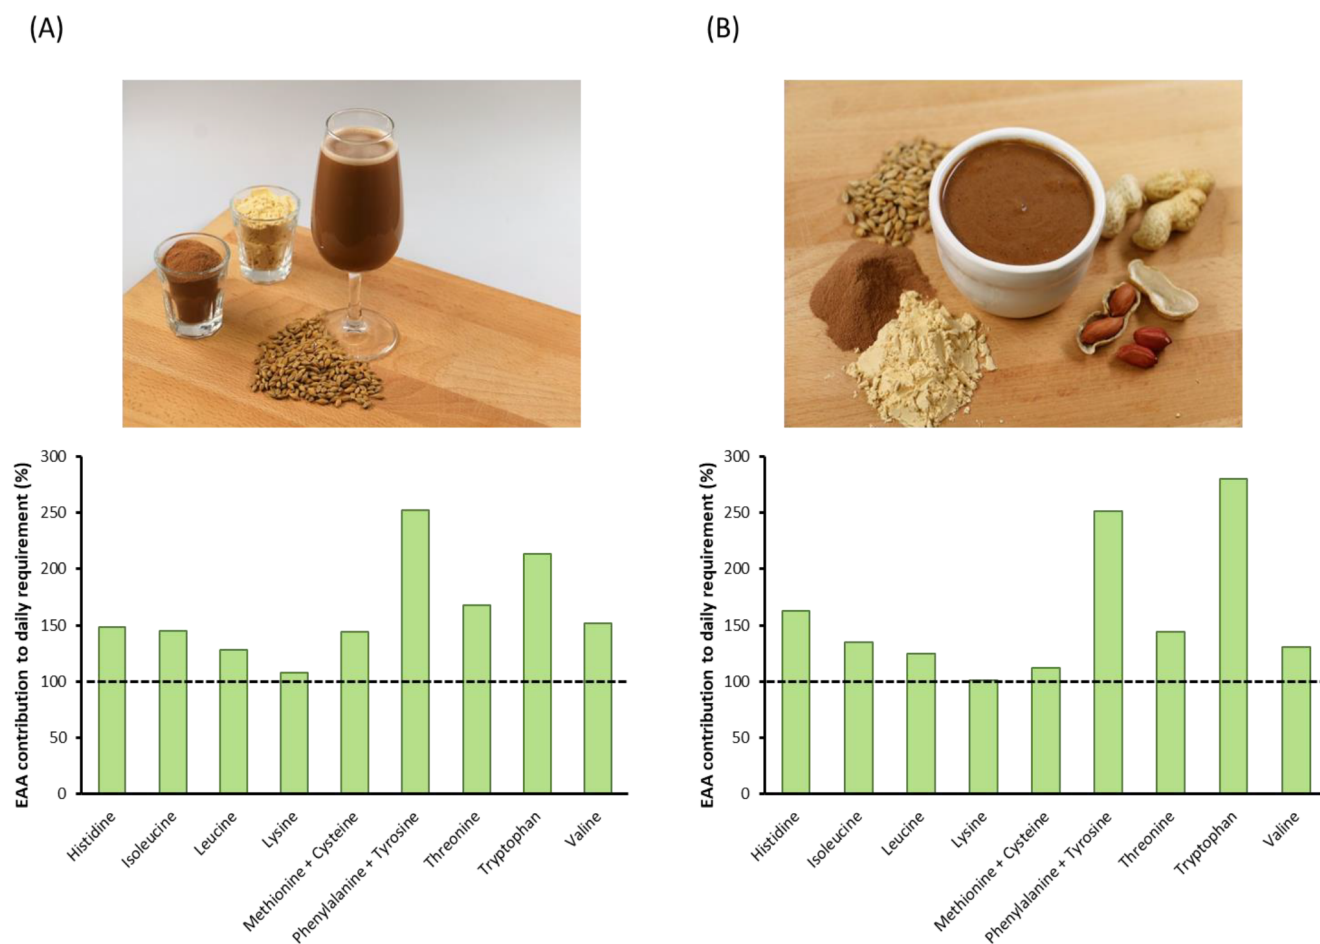 (A)
EAA contribution to daily requirement (%)
300
250
200
150
100
50
0
Histidine
Isoleucine
Leucine
Lysine
Methionine + Cysteine
Phenylalanine + Tyrosine
Threonine
Tryptophan
Valine
(B)
EAA contribution to daily requirement (%)
300
250
200
150
100
50
0
Histidine
Isoleucine
Leucine
Lysine
Methionine + Cysteine
Phenylalanine + Tyrosine
Threonine
Tryptophan
Valine